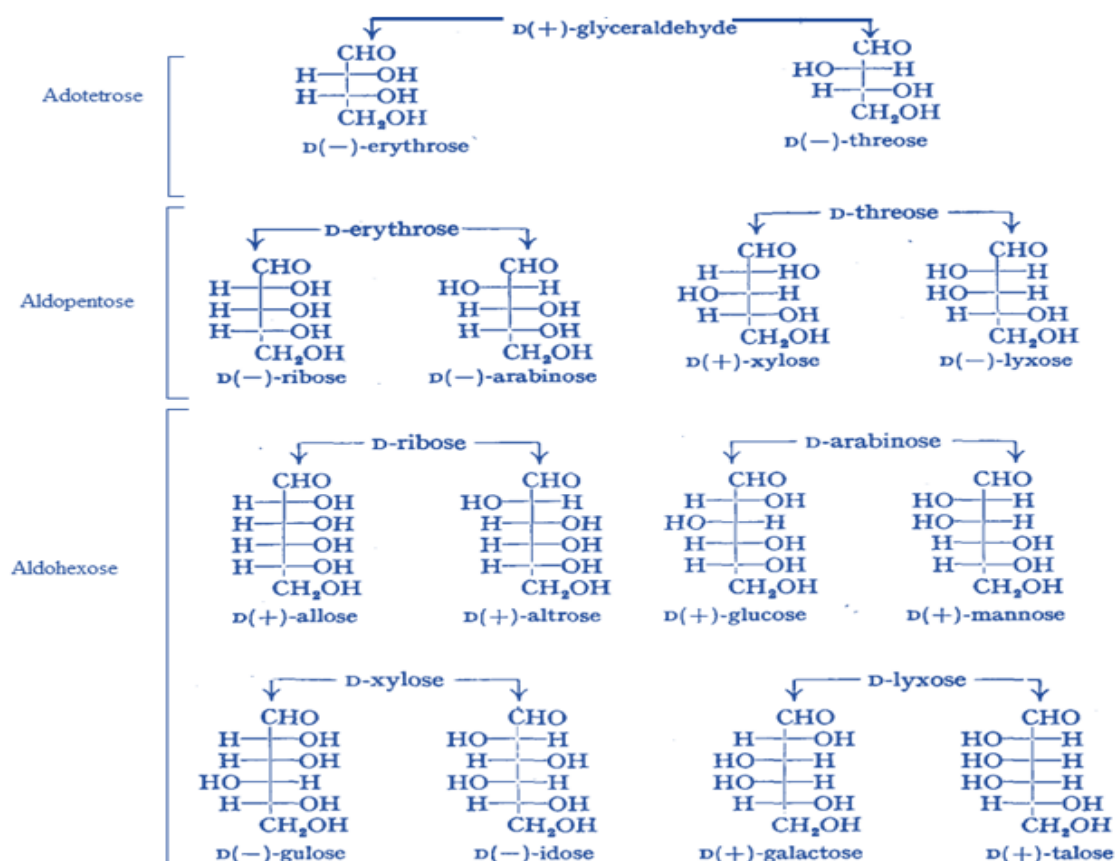 D(+)-glyceraldehyde
Adotetrose
CHO
H OH
H OH
CH₂OH
D(−)-erythrose
CHO
HO H
H OH
CH₂OH
D(−)-threose
Aldopentose
D-erythrose
CHO
H OH
H OH
H OH
CH₂OH
D(−)-ribose
CHO
HO H
H OH
H OH
CH₂OH
D(−)-arabinose
D-threose
CHO
H HO
HO H
H OH
CH₂OH
D(+)-xylose
CHO
HO H
HO H
H OH
CH₂OH
D(−)-lyxose
Aldohexose
D-ribose
CHO
H OH
H OH
H OH
H OH
CH₂OH
D(+)-allose
CHO
HO H
H OH
H OH
H OH
CH₂OH
D(+)-altrose
D-arabinose
CHO
H OH
HO H
H OH
H OH
CH₂OH
D(+)-glucose
CHO
HO H
HO H
H OH
H OH
CH₂OH
D(+)-mannose
D-xylose
CHO
H OH
H OH
HO H
H OH
CH₂OH
D(−)-gulose
CHO
HO H
H OH
HO H
H OH
CH₂OH
D(−)-idose
D-lyxose
CHO
H OH
HO H
HO H
H OH
CH₂OH
D(+)-galactose
CHO
HO H
HO H
HO H
H OH
CH₂OH
D(+)-talose